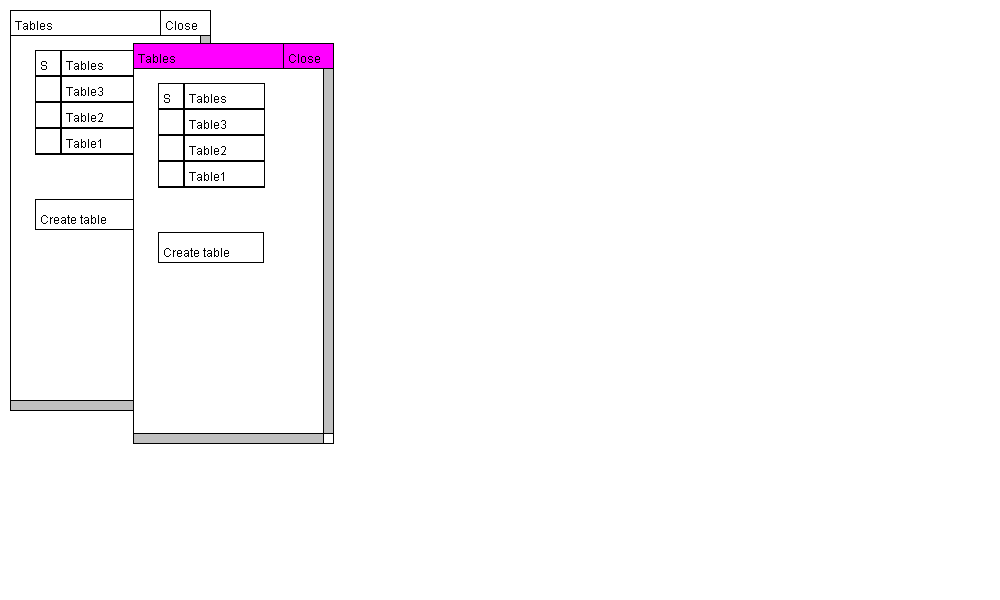 Tables Close
S Tables
Table3
Table2
Table1
Create table
Tables Close
S Tables
Table3
Table2
Table1
Create table